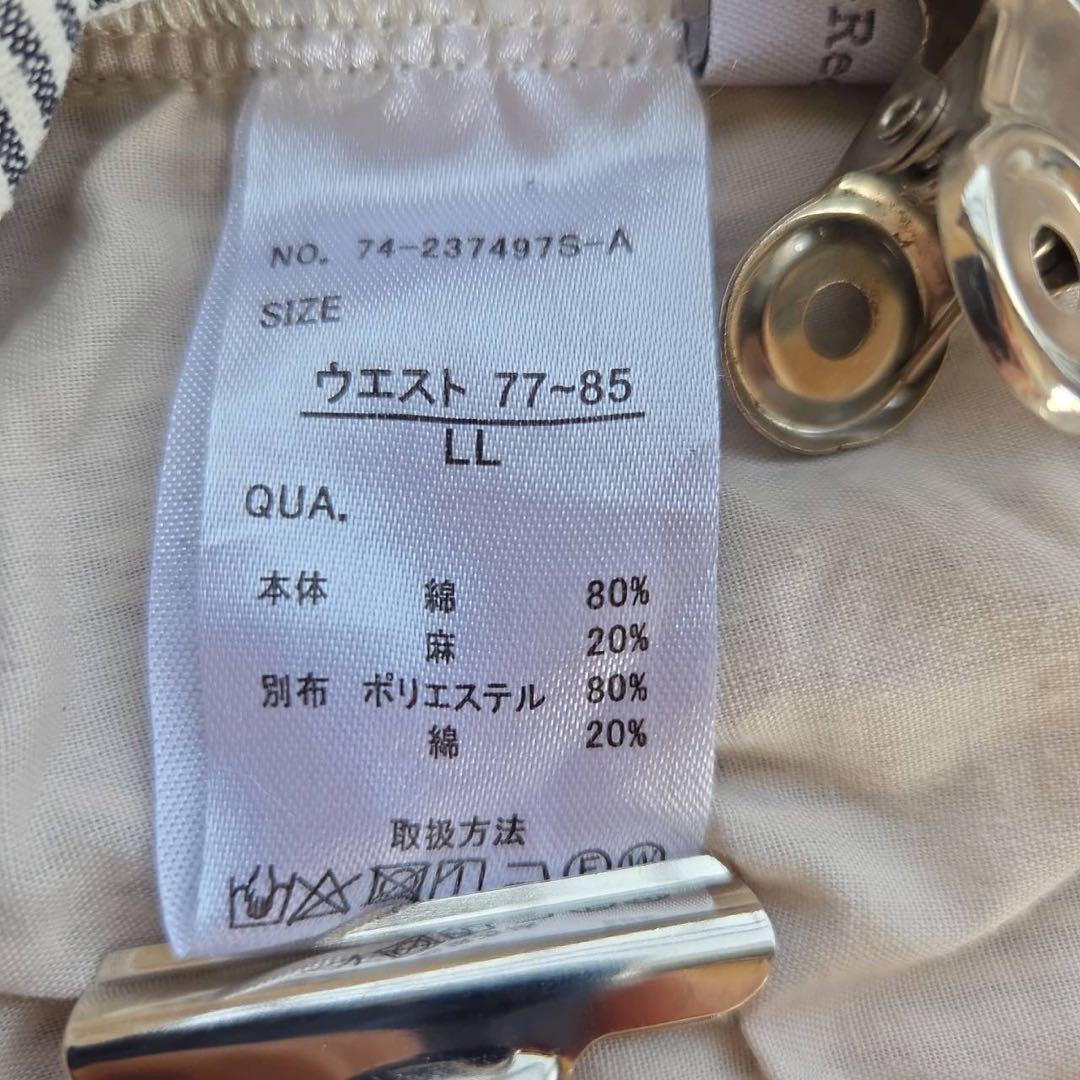 Re
NO. 74-237497S-A
SIZE
ウエスト 77~85
LL
QUA.
本体 綿 80%
麻 20%
別布 ポリエステル 80%
綿 20%
取扱方法
F W